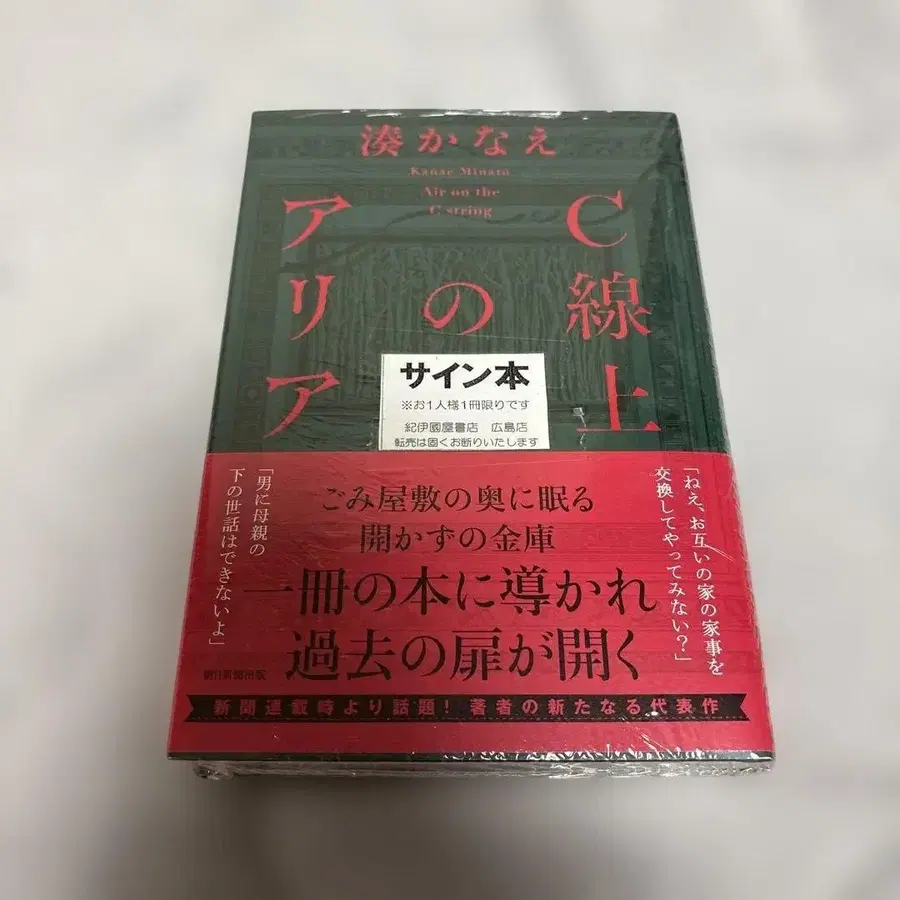 湊かなえ
Kanae Minato
Air on the
C string
C線上
の
アリア
サイン本
※お1人様1冊限りです
紀伊國屋書店 広島店
転売は固くお断りいたします
「ねえ、お互いの家の家事を
交換してやってみない?」
ごみ屋敷の奥に眠る
開かずの金庫
一冊の本に導かれ
過去の扉が開く
「男に母親の
下の世話はできないよ」
朝日新聞出版
新聞連載時より話題!著者の新たなる代表作